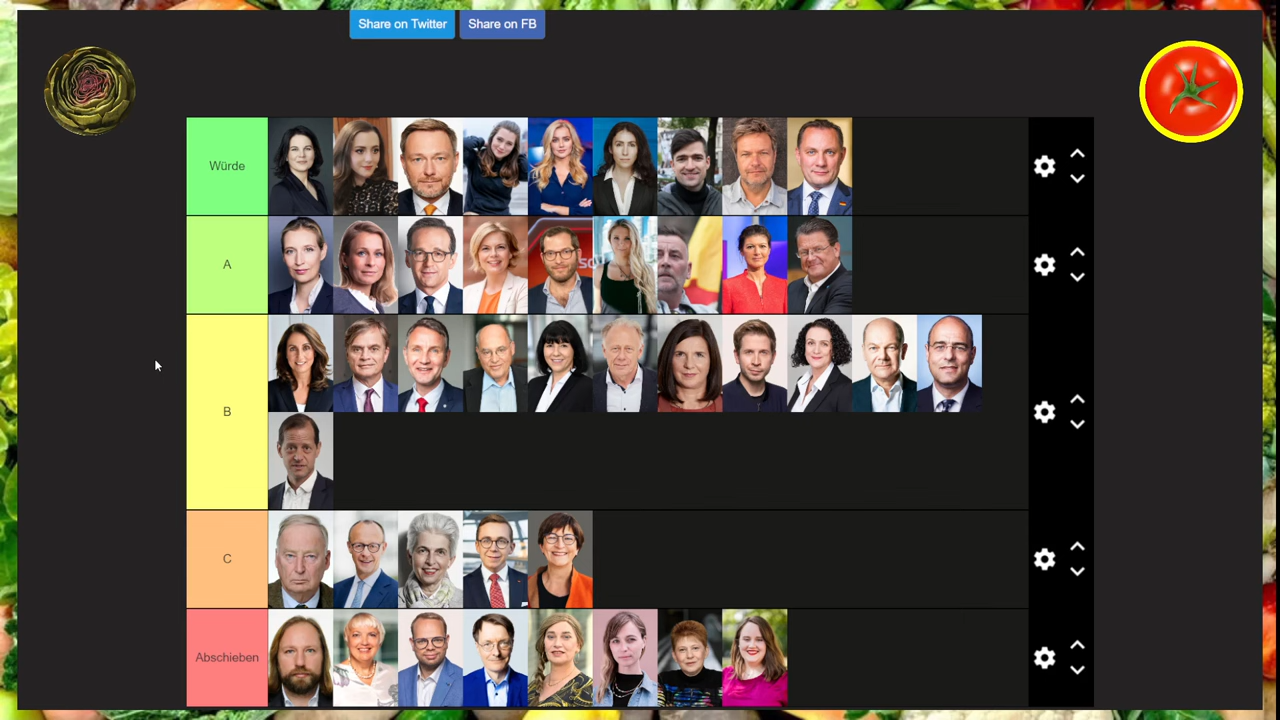 Share on Twitter
Share on FB
Würde
A
B
C
Abschieben